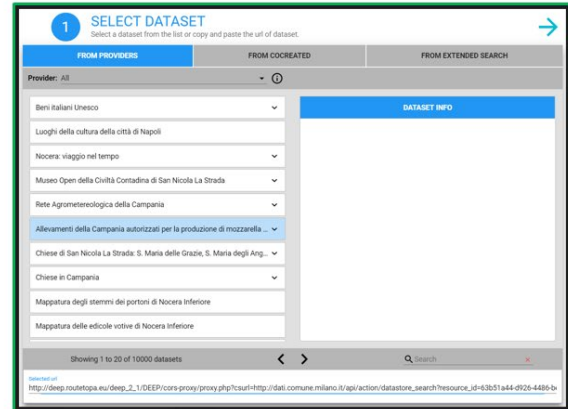 1
SELECT DATASET
Select a dataset from the list or copy and paste the url of dataset.
FROM PROVIDERS
FROM COCREATED
FROM EXTENDED SEARCH
Provider: All
Beni italiani Unesco
DATASET INFO
Luoghi della cultura della città di Napoli
Nocera: viaggio nel tempo
Museo Open della Civiltà Contadina di San Nicola La Strada
Rete Agrometereologica della Campania
Allevamenti della Campania autorizzati per la produzione di mozzarella ...
Chiese di San Nicola La Strada: S. Maria delle Grazie, S. Maria degli Ang...
Chiese in Campania
Mappatura degli stemmi dei portoni di Nocera Inferiore
Mappatura delle edicole votive di Nocera Inferiore
Showing 1 to 20 of 10000 datasets
Search
Selected url
http://deep.routetopa.eu/deep_2_1/DEEP/cors-proxy/proxy.php?csurl=http://dati.comune.milano.it/api/action/datastore_search?resource_id=63b51a44-d926-4486-b